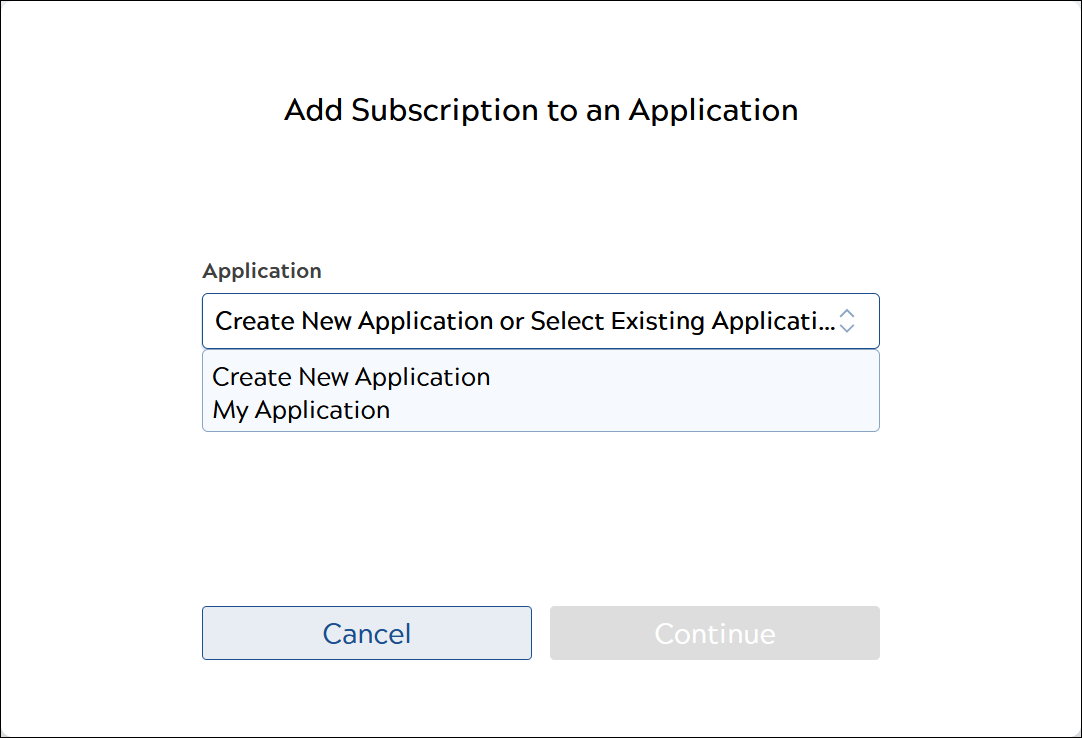 Add Subscription to an Application
Application
Create New Application or Select Existing Applicati...
Create New Application
My Application
Cancel
Continue